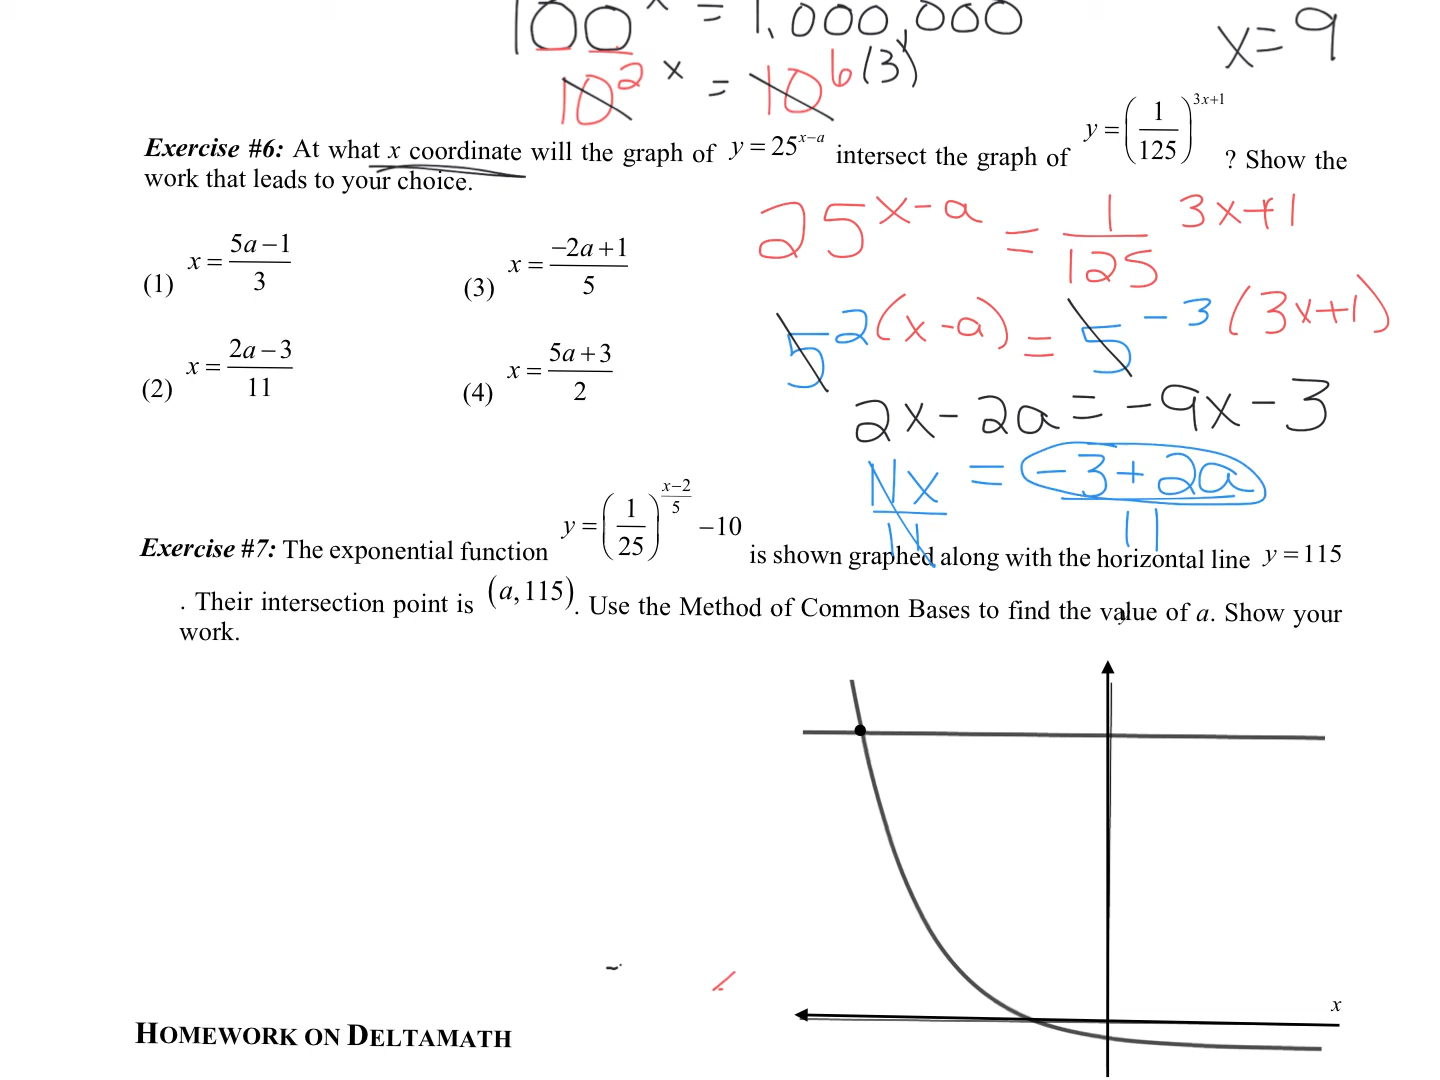 100^x = 1,000,000
x = 9
10^2 x = 10^6(3)
Exercise #6: At what x coordinate will the graph of y = 25^{x-a} intersect the graph of y = (1/125)^{3x+1} ? Show the
work that leads to your choice.
25^{x-a} = 1/125 ^{3x+1}
(1) x = (5a-1)/3
(3) x = (-2a+1)/5
5^{2(x-a)} = 5^{-3(3x+1)}
(2) x = (2a-3)/11
(4) x = (5a+3)/2
2x - 2a = -9x - 3
11x/11 = (-3+2a)/11
Exercise #7: The exponential function y = (1/25)^{(x-2)/5} - 10 is shown graphed along with the horizontal line y = 115
. Their intersection point is (a,115). Use the Method of Common Bases to find the value of a. Show your
work.
x
HOMEWORK ON DELTAMATH